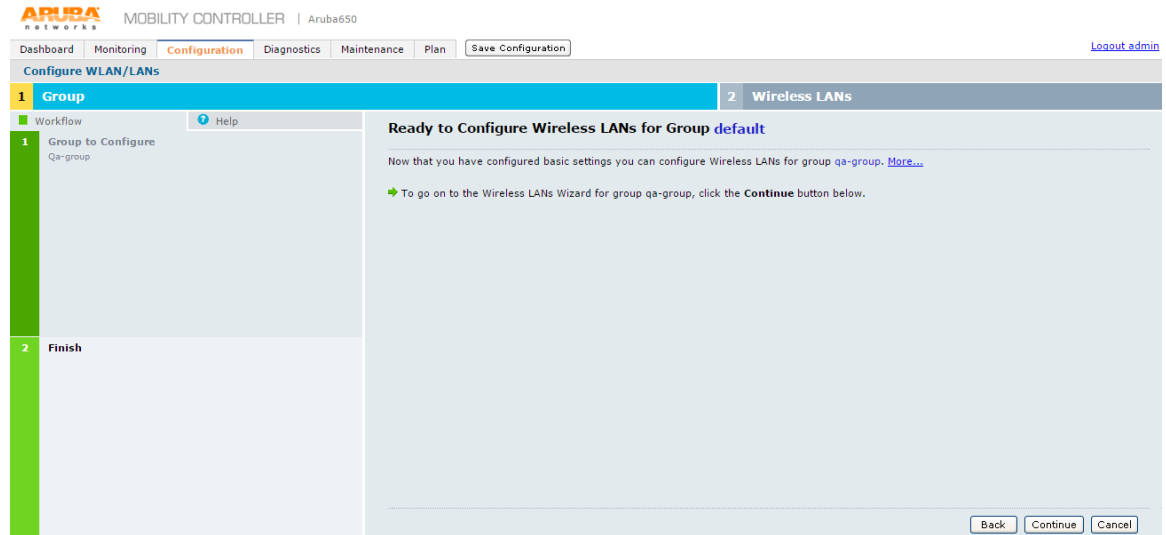 ARUBA
networks
MOBILITY CONTROLLER | Aruba650
Dashboard Monitoring Configuration Diagnostics Maintenance Plan Save Configuration Logout admin
Configure WLAN/LANs
1 Group 2 Wireless LANs
Workflow ? Help
1 Group to Configure
Qa-group
2 Finish
Ready to Configure Wireless LANs for Group default
Now that you have configured basic settings you can configure Wireless LANs for group qa-group. More...
To go on to the Wireless LANs Wizard for group qa-group, click the Continue button below.
Back Continue Cancel